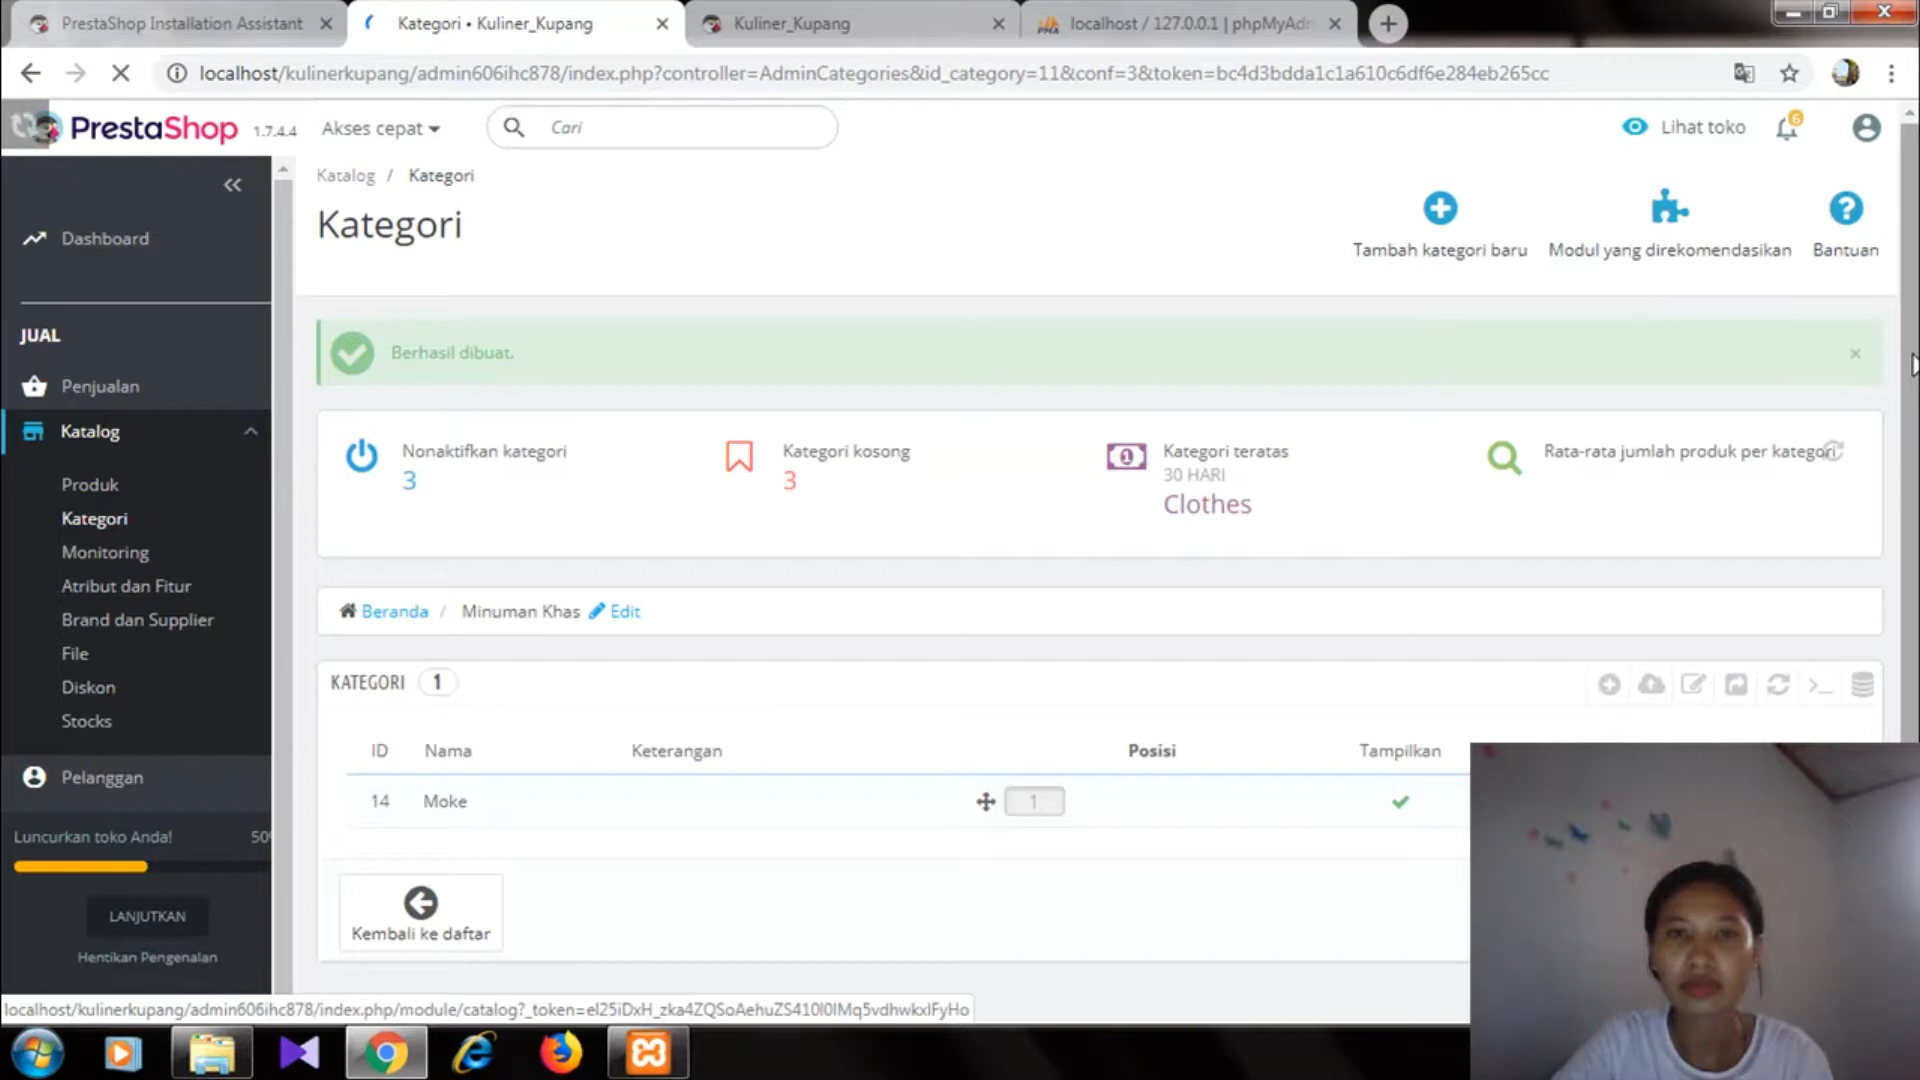 PrestaShop Installation Assistant
Kategori • Kuliner_Kupang
Kuliner_Kupang
localhost / 127.0.0.1 | phpMyAdm
localhost/kulinerkupang/admin606ihc878/index.php?controller=AdminCategories&id_category=11&conf=3&token=bc4d3bdda1c1a610c6df6e284eb265cc
PrestaShop 1.7.4.4
Akses cepat
Cari
Lihat toko
6
Katalog / Kategori
Kategori
Tambah kategori baru
Modul yang direkomendasikan
Bantuan
Dashboard
JUAL
Penjualan
Katalog
Produk
Kategori
Monitoring
Atribut dan Fitur
Brand dan Supplier
File
Diskon
Stocks
Pelanggan
Luncurkan toko Anda! 50
LANJUTKAN
Hentikan Pengenalan
Berhasil dibuat.
Nonaktifkan kategori
3
Kategori kosong
3
Kategori teratas
30 HARI
Clothes
Rata-rata jumlah produk per kategori
Beranda / Minuman Khas Edit
KATEGORI 1
ID Nama Keterangan Posisi Tampilkan
14 Moke 1
Kembali ke daftar
localhost/kulinerkupang/admin606ihc878/index.php/module/catalog?_token=eI25iDxH_zka4ZQSoAehuZS410l0IMq5vdhwkxlFyHo